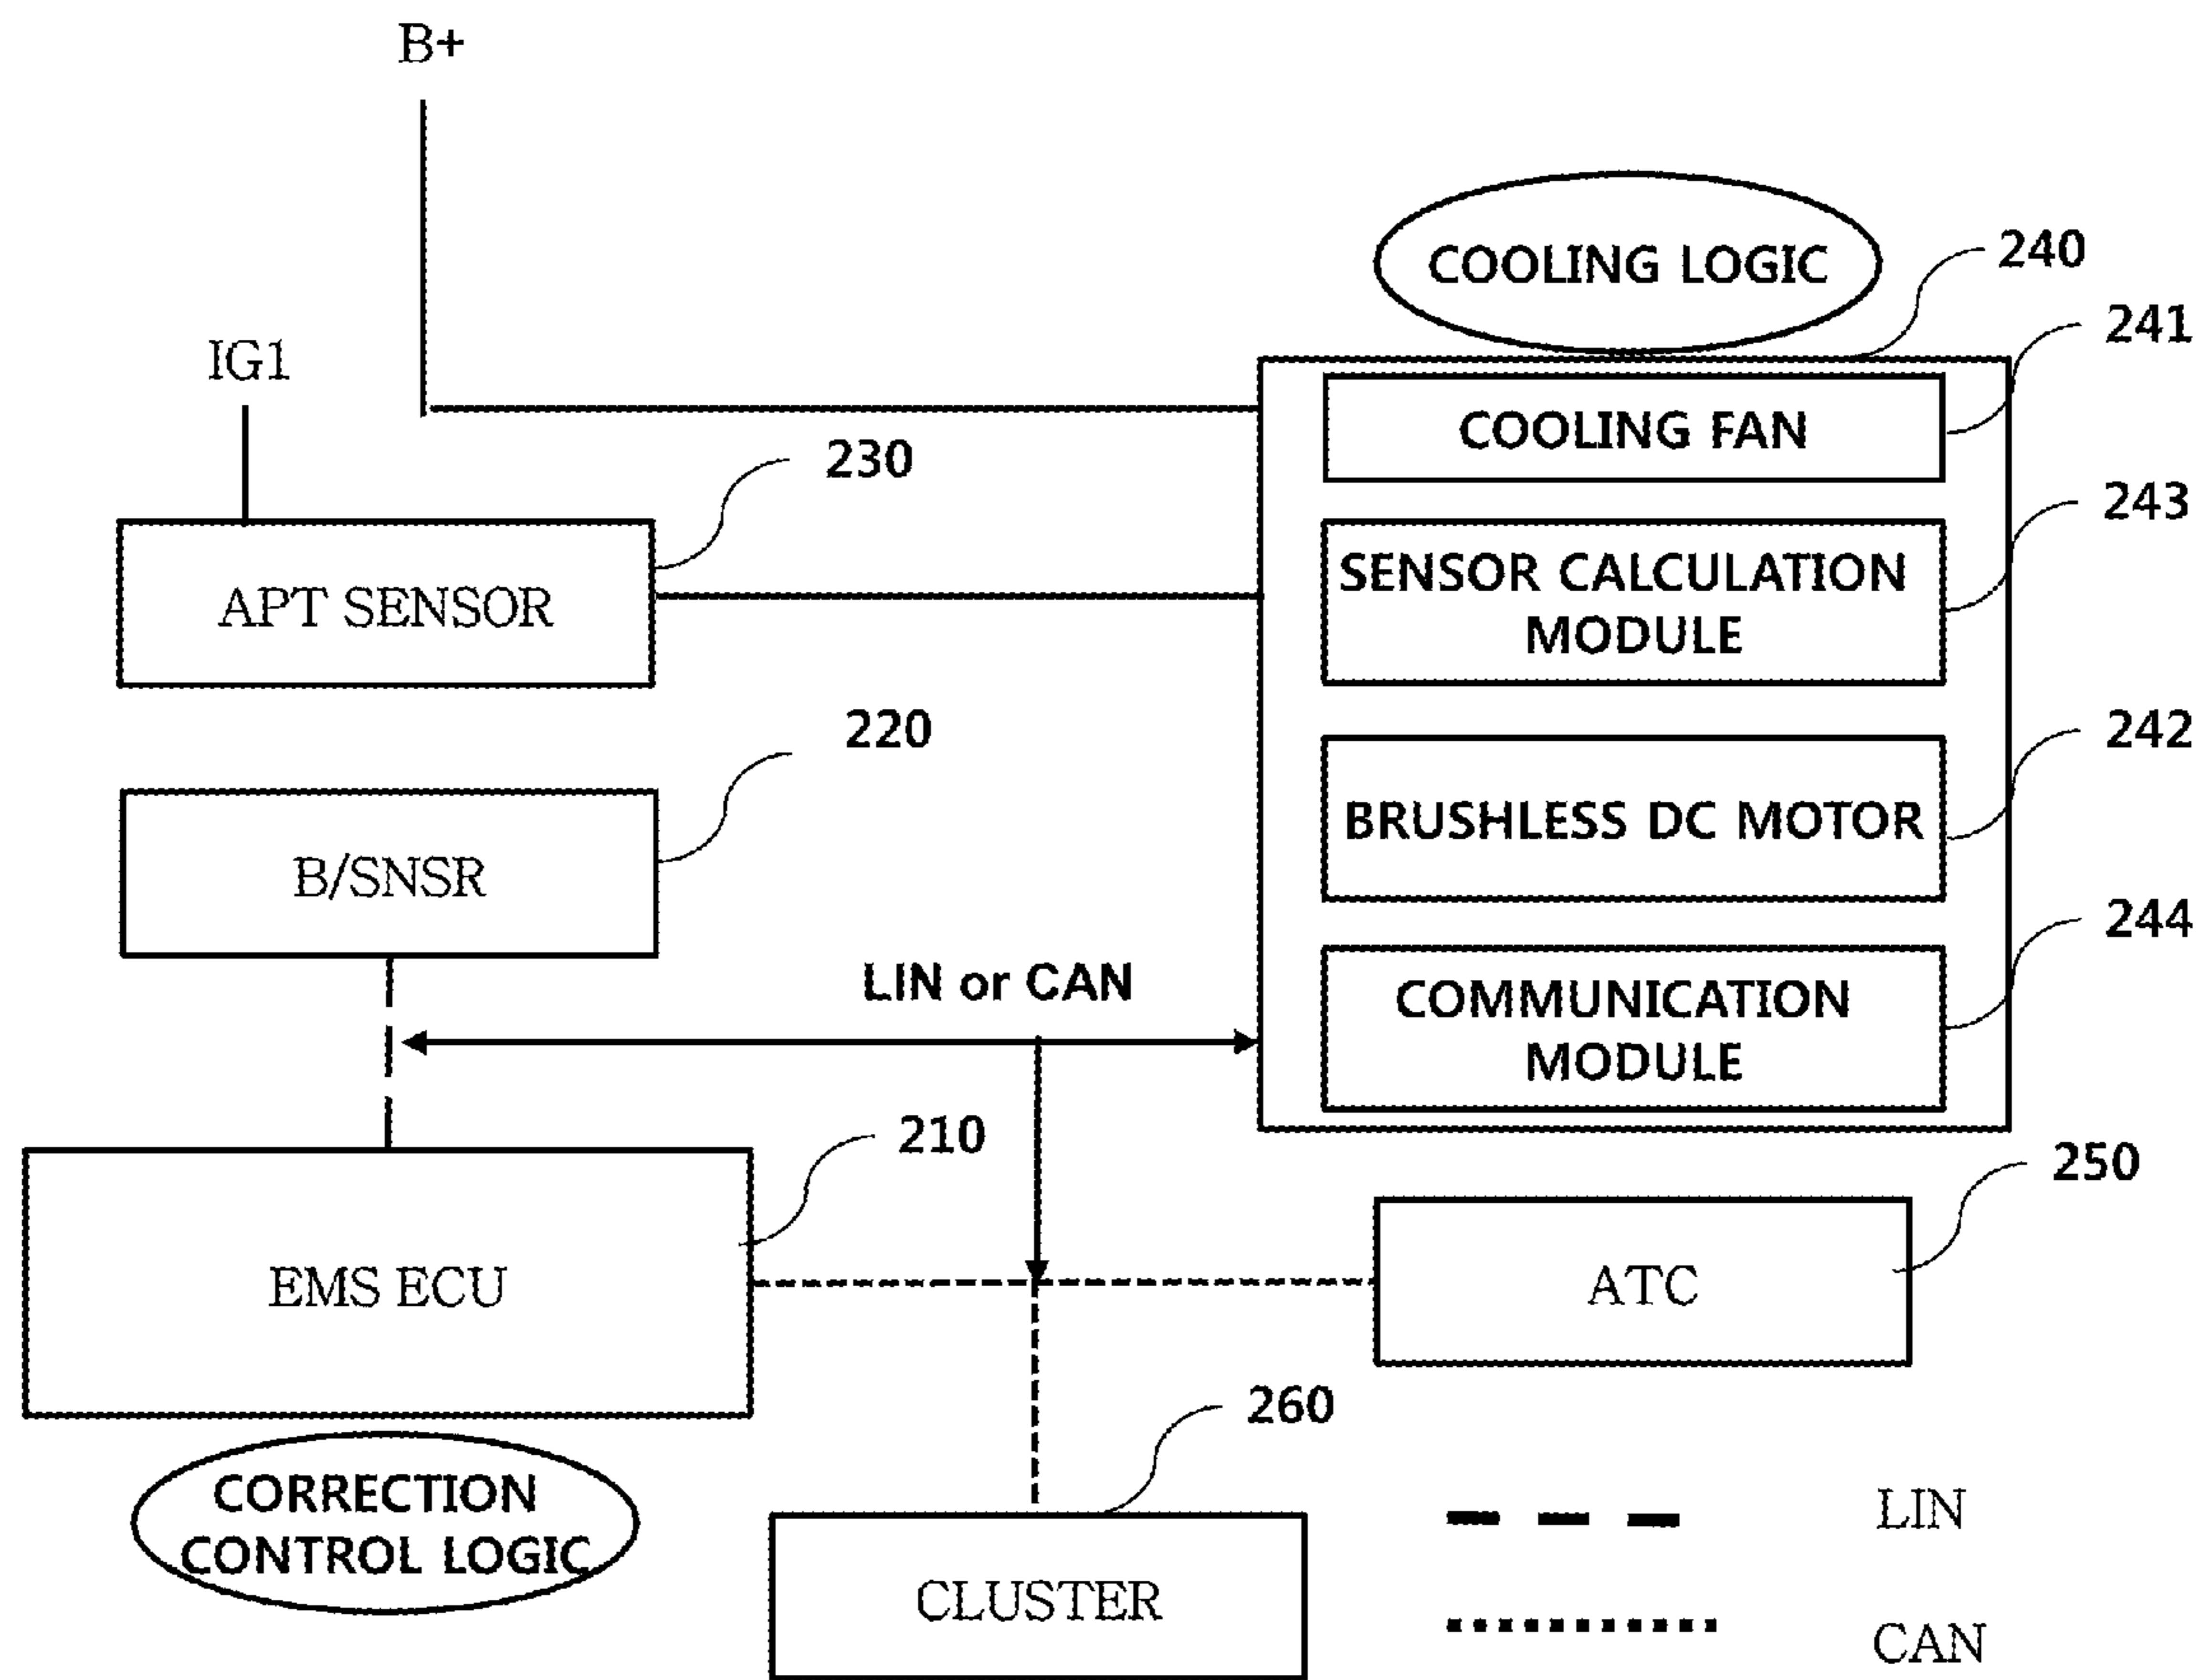 B+
COOLING LOGIC
240
241
IG1
COOLING FAN
230
243
APT SENSOR
SENSOR CALCULATION
MODULE
220
242
B/SNSR
BRUSHLESS DC MOTOR
244
LIN or CAN
COMMUNICATION
MODULE
210
250
EMS ECU
ATC
260
CORRECTION
CONTROL LOGIC
LIN
CLUSTER
CAN